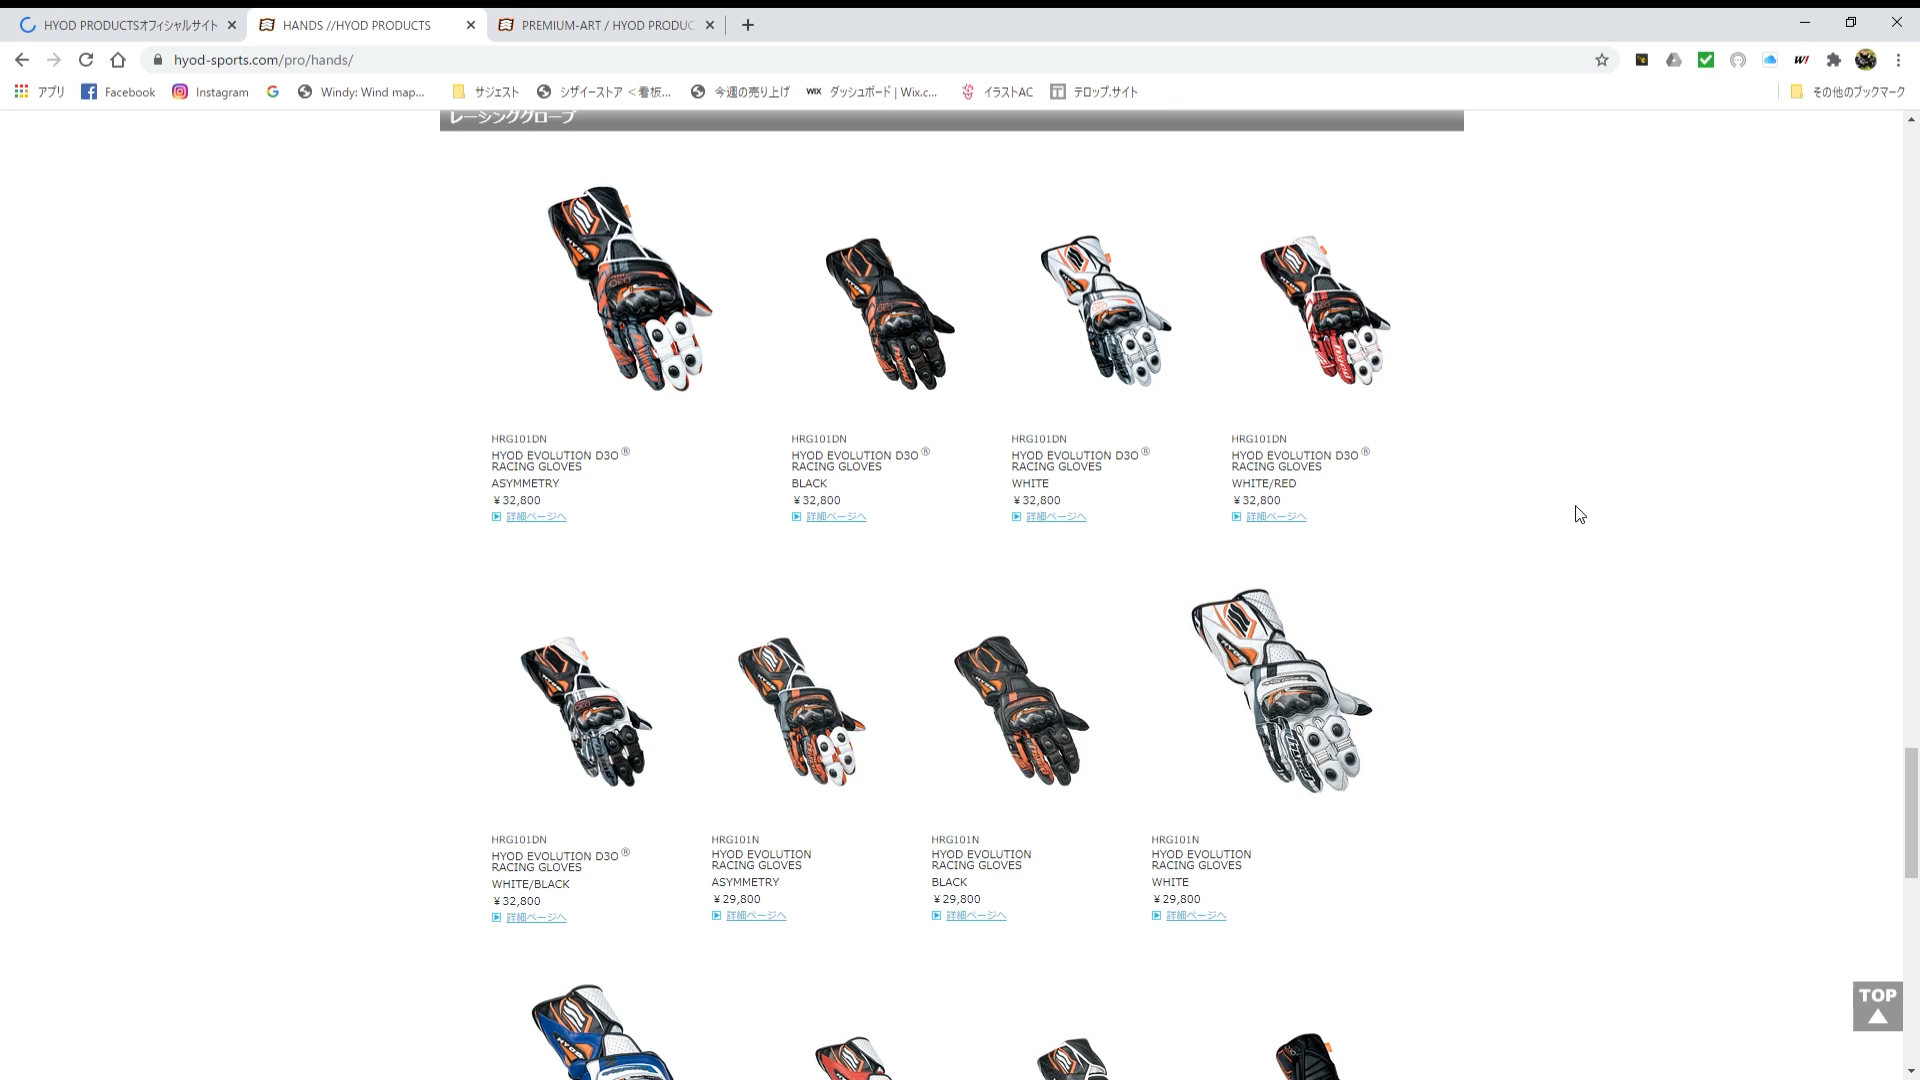 HYOD PRODUCTSオフィシャルサイト
HANDS //HYOD PRODUCTS
PREMIUM-ART / HYOD PRODUC
hyod-sports.com/pro/hands/
アプリ
Facebook
Instagram
Windy: Wind map...
サジェスト
シザイーストア ＜看板...
今週の売り上げ
WIX ダッシュボード | Wix.c...
イラストAC
テロップ.サイト
その他のブックマーク
レーシンググローブ
HRG101DN
HYOD EVOLUTION D3O®
RACING GLOVES
ASYMMETRY
￥32,800
詳細ページへ
HRG101DN
HYOD EVOLUTION D3O®
RACING GLOVES
BLACK
￥32,800
詳細ページへ
HRG101DN
HYOD EVOLUTION D3O®
RACING GLOVES
WHITE
￥32,800
詳細ページへ
HRG101DN
HYOD EVOLUTION D3O®
RACING GLOVES
WHITE/RED
￥32,800
詳細ページへ
HRG101DN
HYOD EVOLUTION D3O®
RACING GLOVES
WHITE/BLACK
￥32,800
詳細ページへ
HRG101N
HYOD EVOLUTION
RACING GLOVES
ASYMMETRY
￥29,800
詳細ページへ
HRG101N
HYOD EVOLUTION
RACING GLOVES
BLACK
￥29,800
詳細ページへ
HRG101N
HYOD EVOLUTION
RACING GLOVES
WHITE
￥29,800
詳細ページへ
TOP